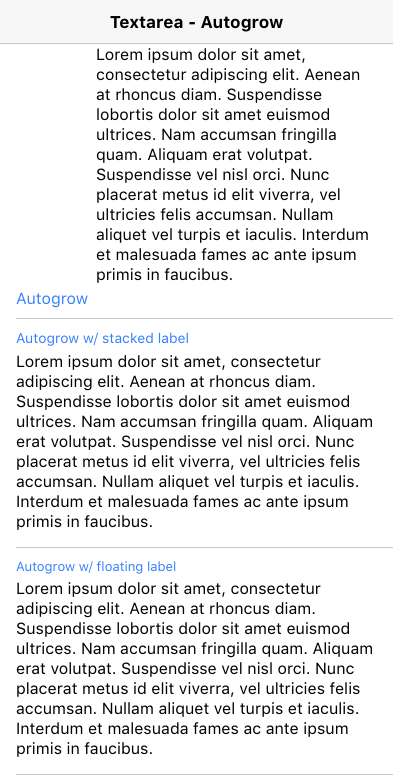 Textarea - Autogrow
Lorem ipsum dolor sit amet,
consectetur adipiscing elit. Aenean
at rhoncus diam. Suspendisse
lobortis dolor sit amet euismod
ultrices. Nam accumsan fringilla
quam. Aliquam erat volutpat.
Suspendisse vel nisl orci. Nunc
placerat metus id elit viverra, vel
ultricies felis accumsan. Nullam
aliquet vel turpis et iaculis. Interdum
et malesuada fames ac ante ipsum
primis in faucibus.
Autogrow
Autogrow w/ stacked label
Lorem ipsum dolor sit amet, consectetur
adipiscing elit. Aenean at rhoncus diam.
Suspendisse lobortis dolor sit amet euismod
ultrices. Nam accumsan fringilla quam. Aliquam
erat volutpat. Suspendisse vel nisl orci. Nunc
placerat metus id elit viverra, vel ultricies felis
accumsan. Nullam aliquet vel turpis et iaculis.
Interdum et malesuada fames ac ante ipsum
primis in faucibus.
Autogrow w/ floating label
Lorem ipsum dolor sit amet, consectetur
adipiscing elit. Aenean at rhoncus diam.
Suspendisse lobortis dolor sit amet euismod
ultrices. Nam accumsan fringilla quam. Aliquam
erat volutpat. Suspendisse vel nisl orci. Nunc
placerat metus id elit viverra, vel ultricies felis
accumsan. Nullam aliquet vel turpis et iaculis.
Interdum et malesuada fames ac ante ipsum
primis in faucibus.